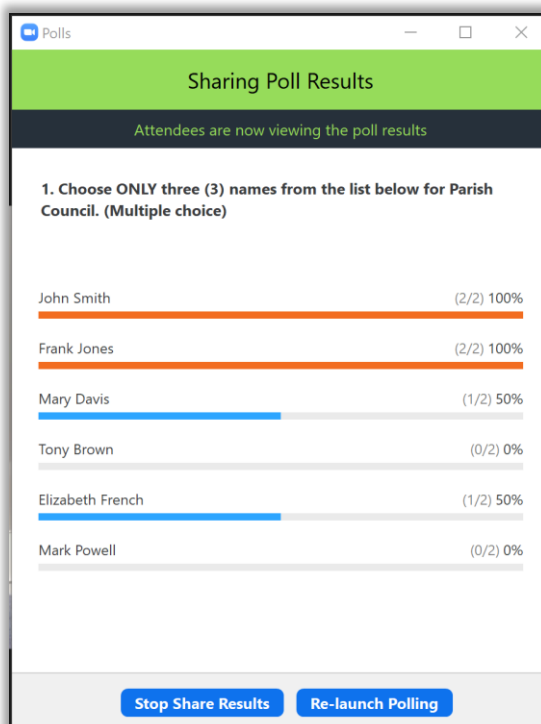 Polls
Sharing Poll Results
Attendees are now viewing the poll results
1. Choose ONLY three (3) names from the list below for Parish
Council. (Multiple choice)
John Smith (2/2) 100%
Frank Jones (2/2) 100%
Mary Davis (1/2) 50%
Tony Brown (0/2) 0%
Elizabeth French (1/2) 50%
Mark Powell (0/2) 0%
Stop Share Results Re-launch Polling